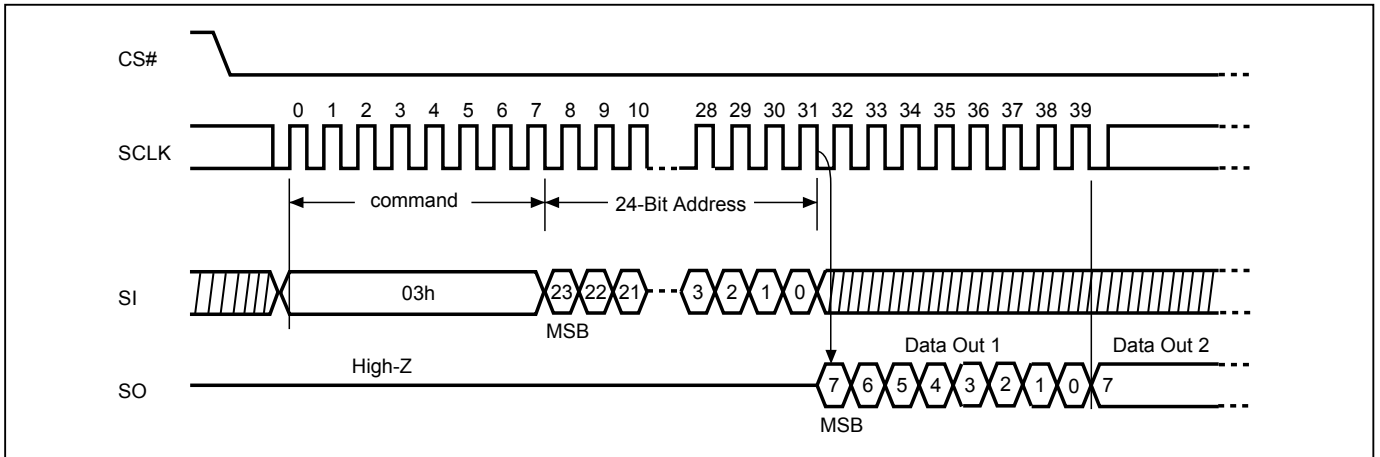 CS#
0 1 2 3 4 5 6 7 8 9 10 28 29 30 31 32 33 34 35 36 37 38 39
SCLK
command 24-Bit Address
SI 03h 23 22 21 3 2 1 0
MSB
High-Z Data Out 1 Data Out 2
SO 7 6 5 4 3 2 1 0 7
MSB